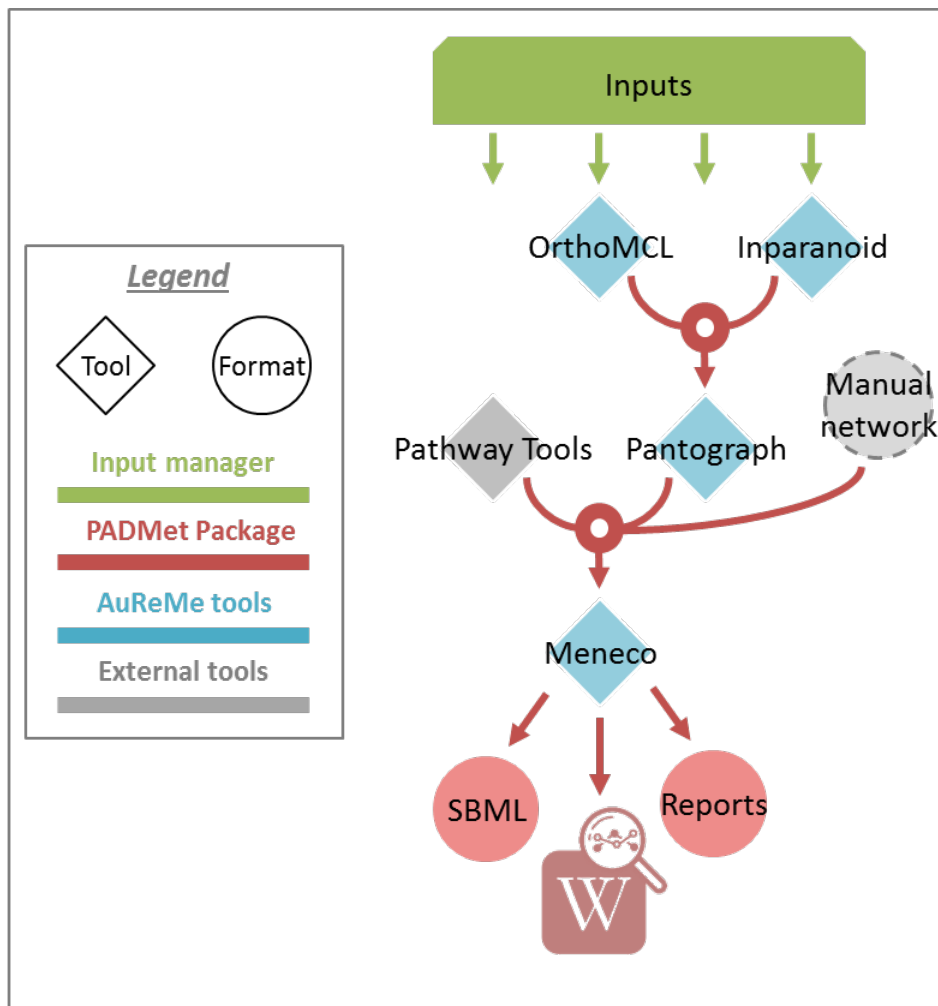 Inputs
OrthoMCL
Inparanoid
Legend
Tool
Format
Input manager
PADMet Package
AuReMe tools
External tools
Manual
network
Pathway Tools
Pantograph
Meneco
SBML
Reports
W